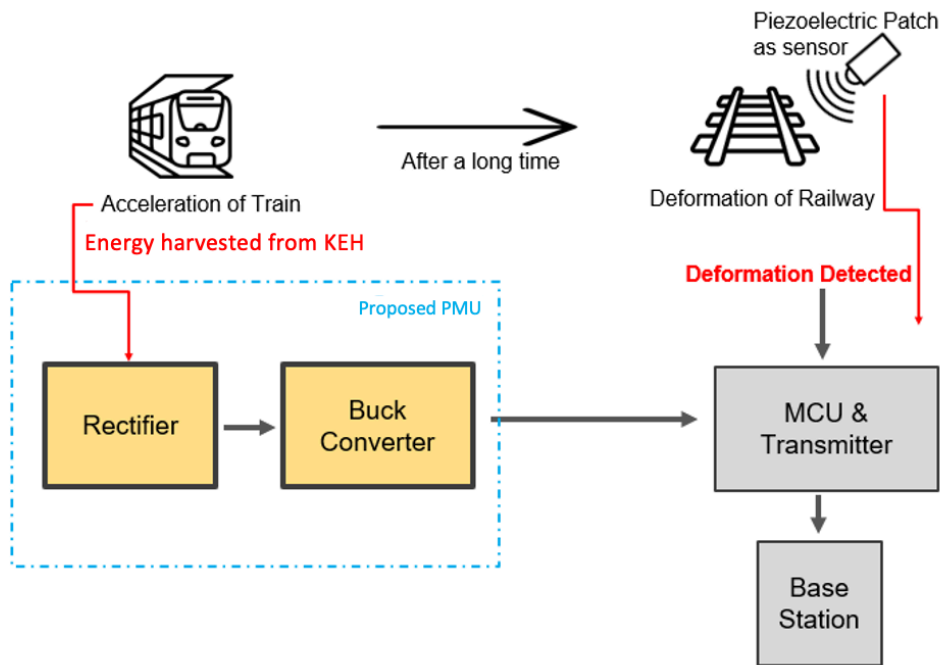 Piezoelectric Patch
as sensor
After a long time
Acceleration of Train
Deformation of Railway
Energy harvested from KEH
Deformation Detected
Proposed PMU
Rectifier
Buck
Converter
MCU &
Transmitter
Base
Station